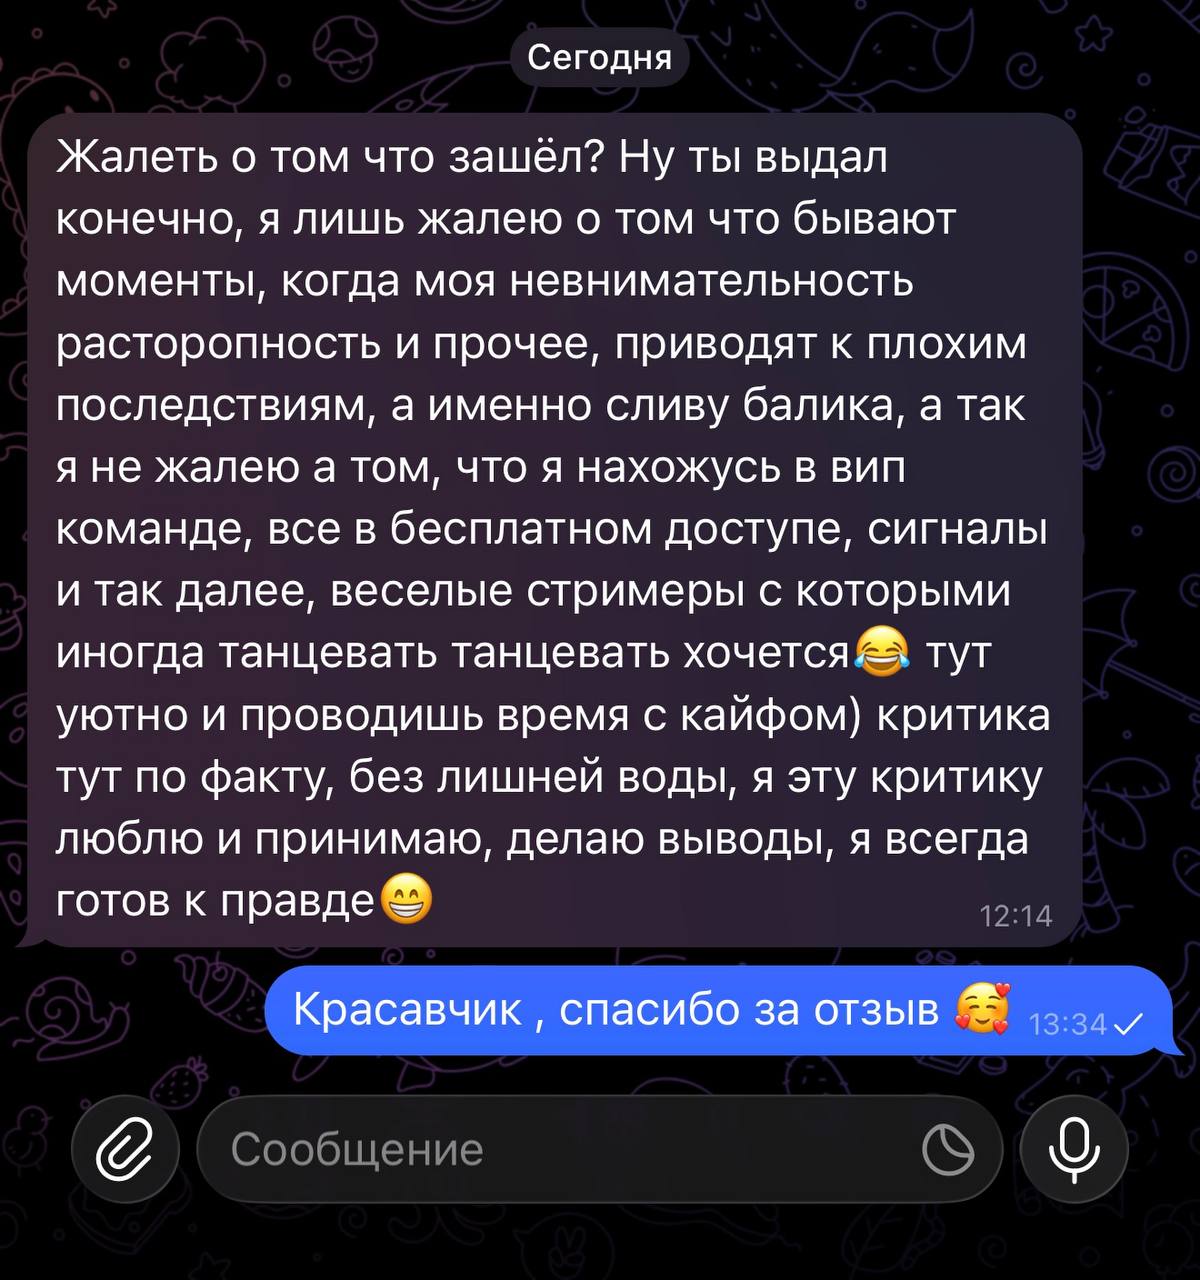 Сегодня
Жалеть о том что зашёл? Ну ты выдал
конечно, я лишь жалею о том что бывают
моменты, когда моя невнимательность
расторопность и прочее, приводят к плохим
последствиям, а именно сливу балика, а так
я не жалею а том, что я нахожусь в вип
команде, все в бесплатном доступе, сигналы
и так далее, веселые стримеры с которыми
иногда танцевать танцевать хочется😂 тут
уютно и проводишь время с кайфом) критика
тут по факту, без лишней воды, я эту критику
люблю и принимаю, делаю выводы, я всегда
готов к правде😁
12:14
Красавчик , спасибо за отзыв 🥰 13:34
Сообщение